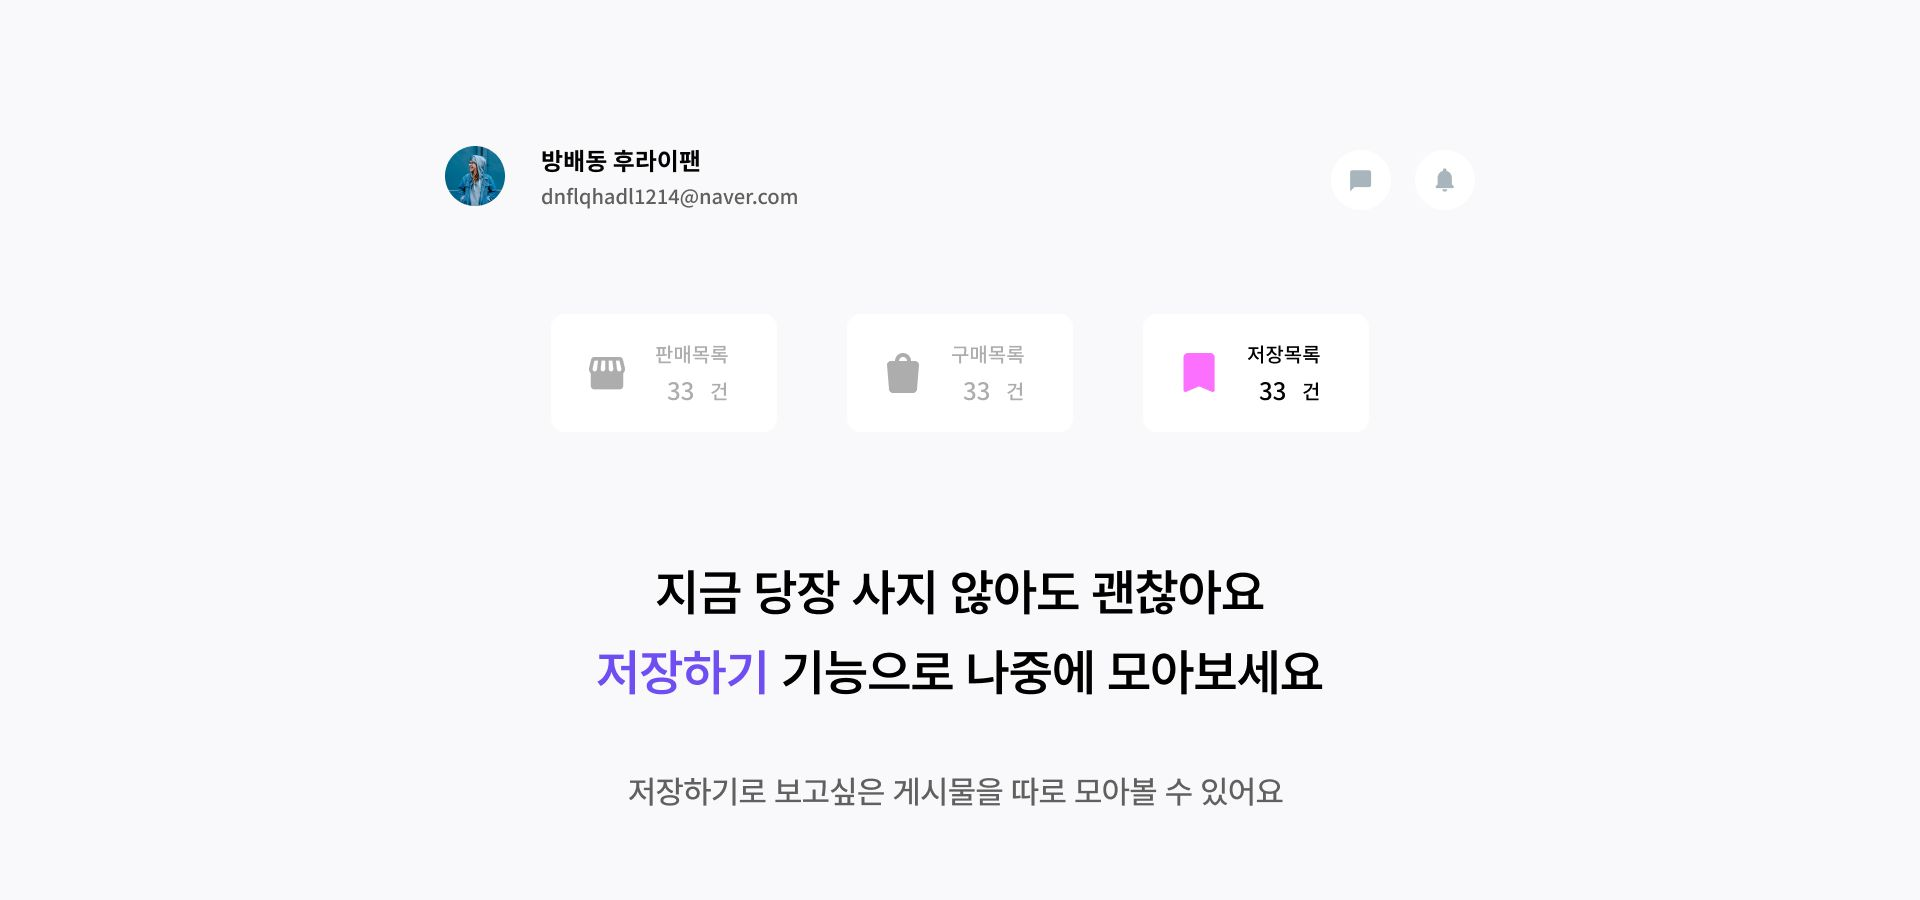 방배동 후라이팬
dnflqhadl1214@naver.com
판매목록
33 건
구매목록
33 건
저장목록
33 건
지금 당장 사지 않아도 괜찮아요
저장하기 기능으로 나중에 모아보세요
저장하기로 보고싶은 게시물을 따로 모아볼 수 있어요